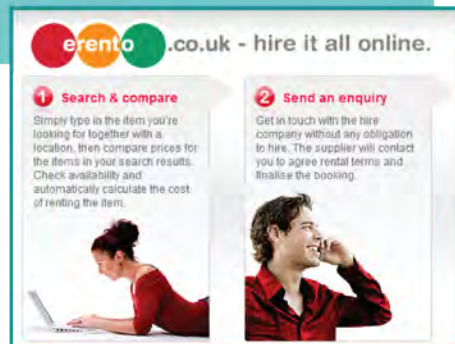 erento .co.uk - hire it all online.
1 Search & compare
Simply type in the item you're
looking for together with a
location, then compare prices for
the items in your search results.
Check availability and
automatically calculate the cost
of renting the item.
2 Send an enquiry
Get in touch with the hire
company without any obligation
to hire. The supplier will contact
you to agree rental terms and
finalise the booking.